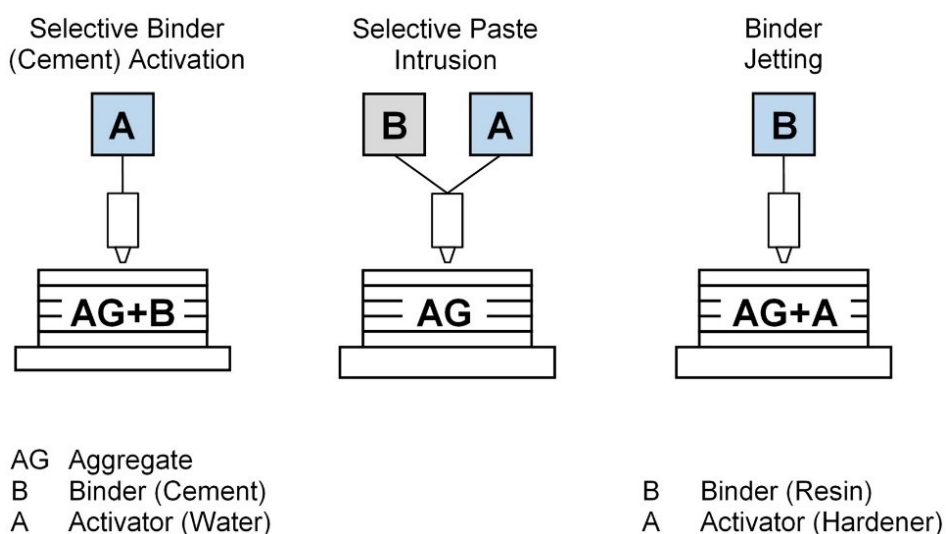 Selective Binder
(Cement) Activation
Selective Paste
Intrusion
Binder
Jetting
A
B A
B
AG+B
AG
AG+A
AG Aggregate
B Binder (Cement)
A Activator (Water)
B Binder (Resin)
A Activator (Hardener)